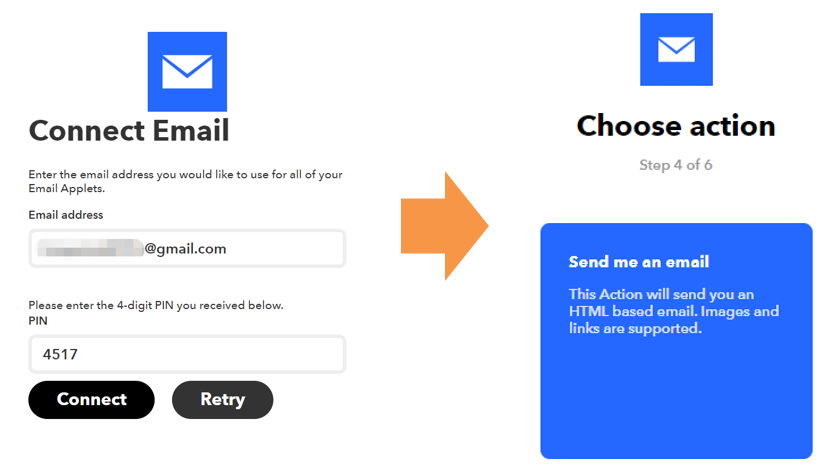 Connect Email
Enter the email address you would like to use for all of your
Email Applets.
Email address
@gmail.com
Please enter the 4-digit PIN you received below.
PIN
4517
Connect
Retry
Choose action
Step 4 of 6
Send me an email
This Action will send you an
HTML based email. Images and
links are supported.